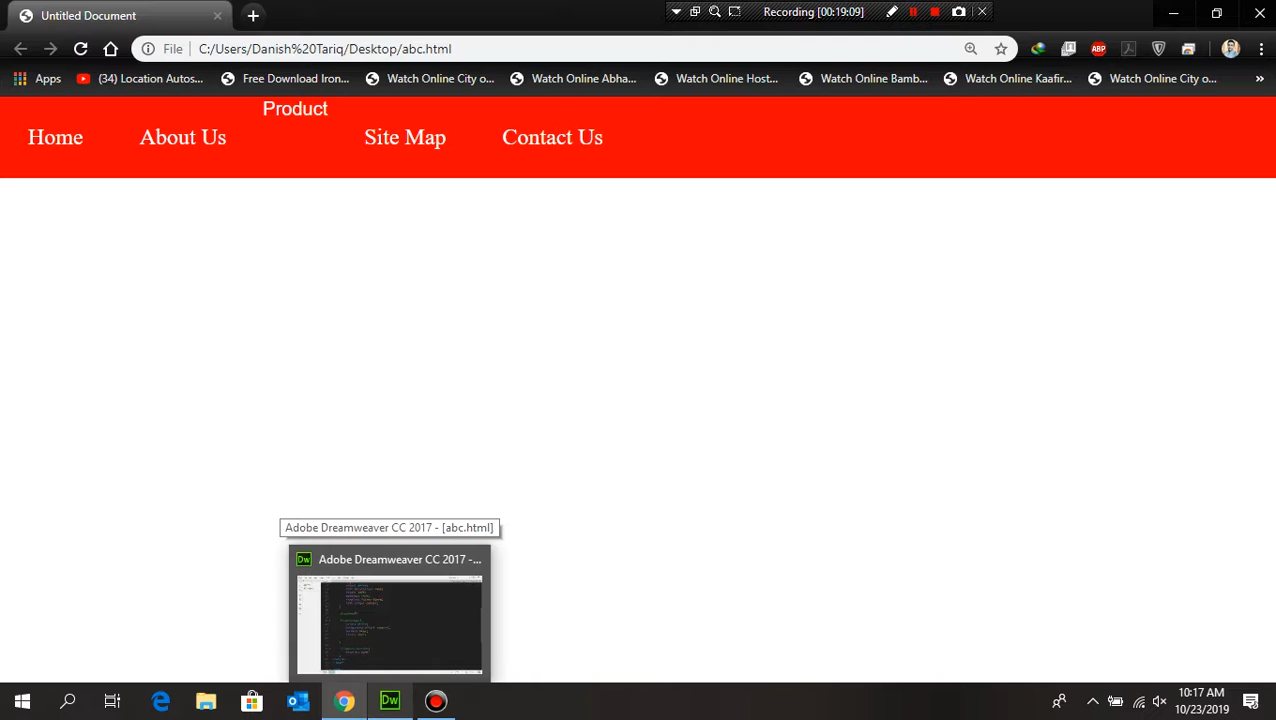 Untitled Document
Recording [00:19:09]
File C:/Users/Danish%20Tariq/Desktop/abc.html
ABP
Apps (34) Location Autos... Free Download Iron... Watch Online City o... Watch Online Abha... Watch Online Host... Watch Online Bamb... Watch Online Kaafir... Watch Online City o...
Product
Home About Us Site Map Contact Us
Adobe Dreamweaver CC 2017 - [abc.html]
Dw Adobe Dreamweaver CC 2017 -...
Dw
10:17 AM
10/23/2019